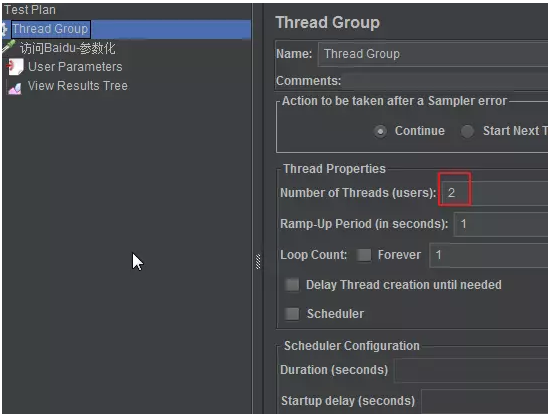 Test Plan
Thread Group
访问Baidu-参数化
User Parameters
View Results Tree
Thread Group
Name: Thread Group
Comments:
Action to be taken after a Sampler error
Continue Start Next T
Thread Properties
Number of Threads (users): 2
Ramp-Up Period (in seconds): 1
Loop Count: Forever 1
Delay Thread creation until needed
Scheduler
Scheduler Configuration
Duration (seconds)
Startup delay (seconds)